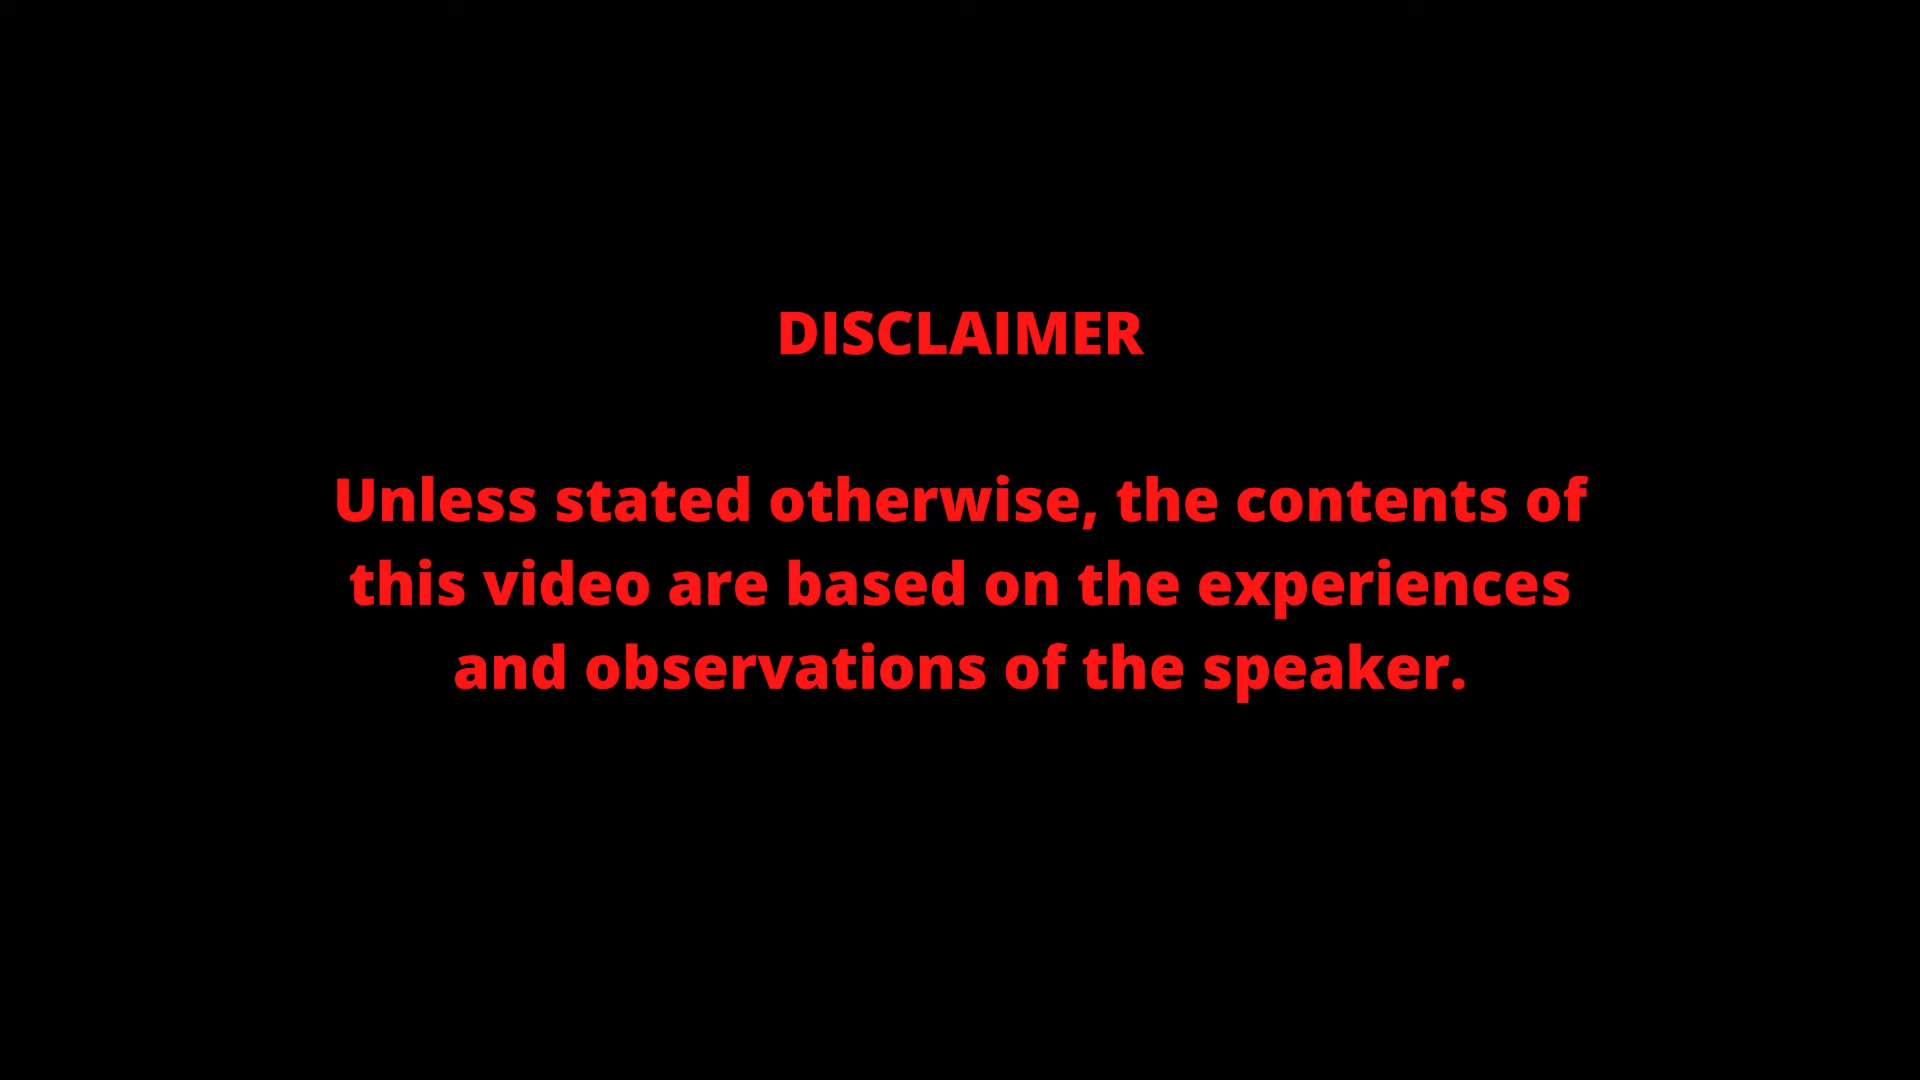 DISCLAIMER
Unless stated otherwise, the contents of
this video are based on the experiences
and observations of the speaker.